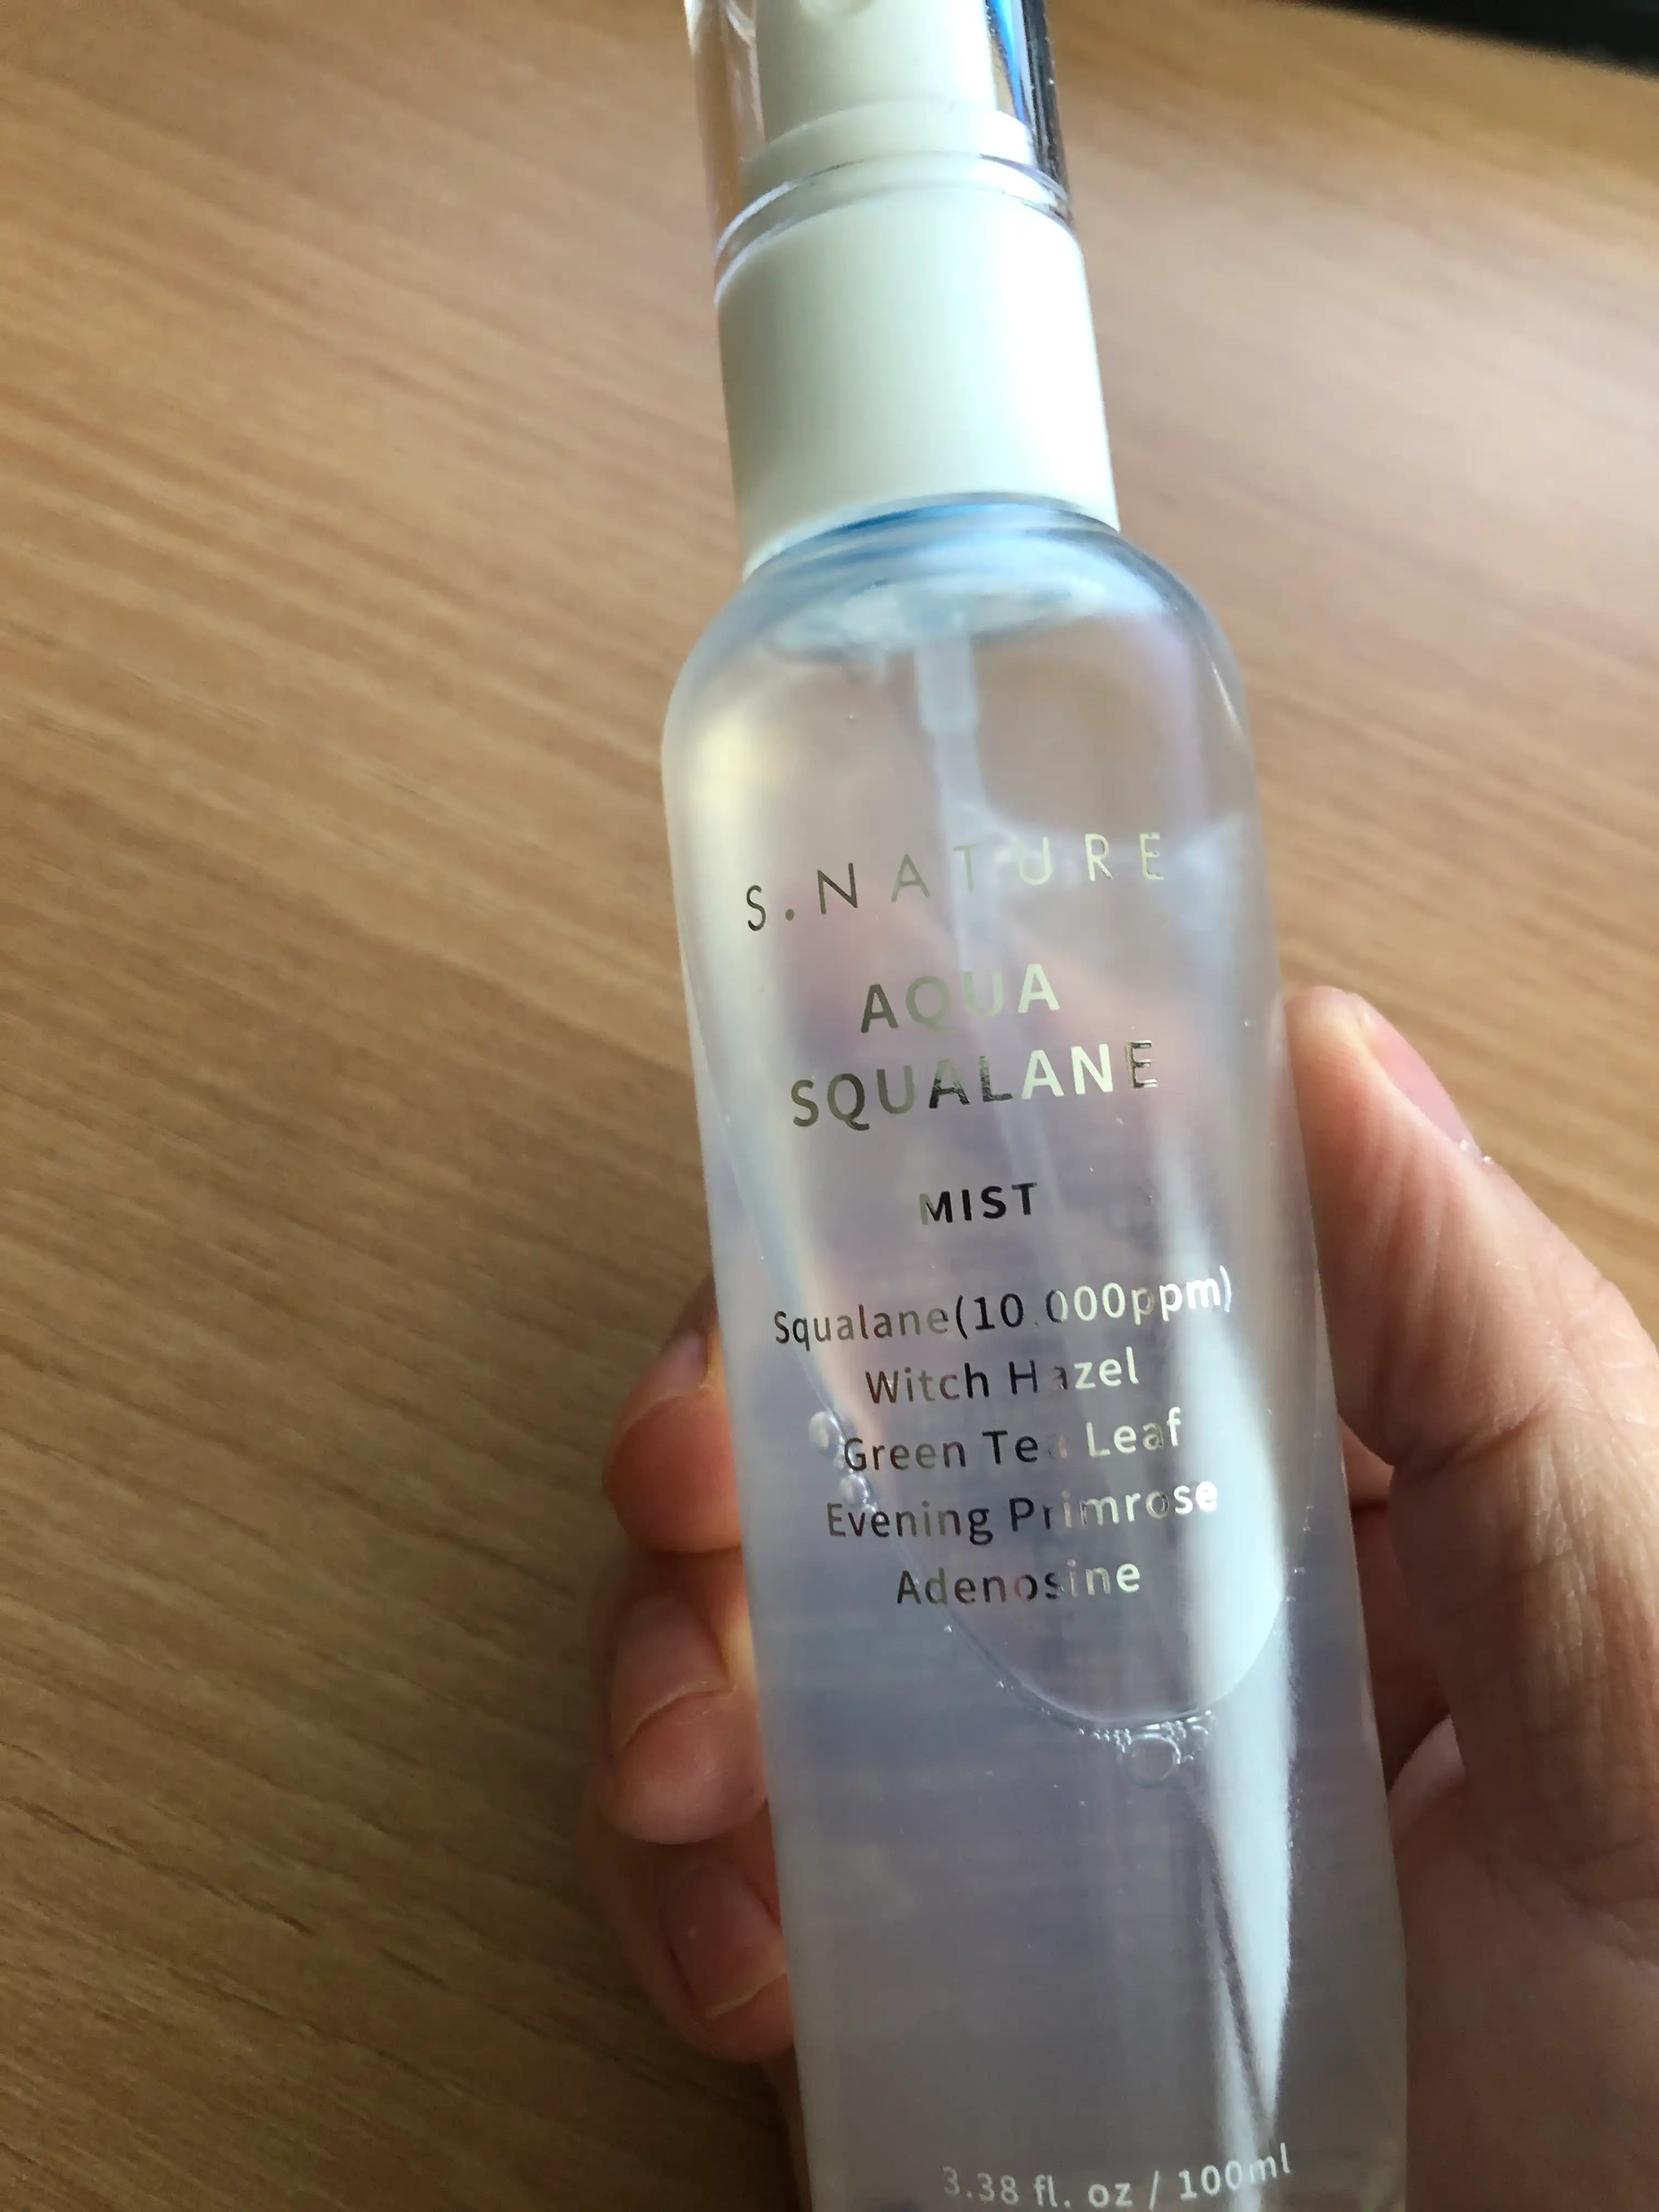 S.NATURE
AQUA
SQUALANE
MIST
Squalane(10.000ppm)
Witch Hazel
Green Tea Leaf
Evening Primrose
Adenosine
3.38 fl. oz / 100ml